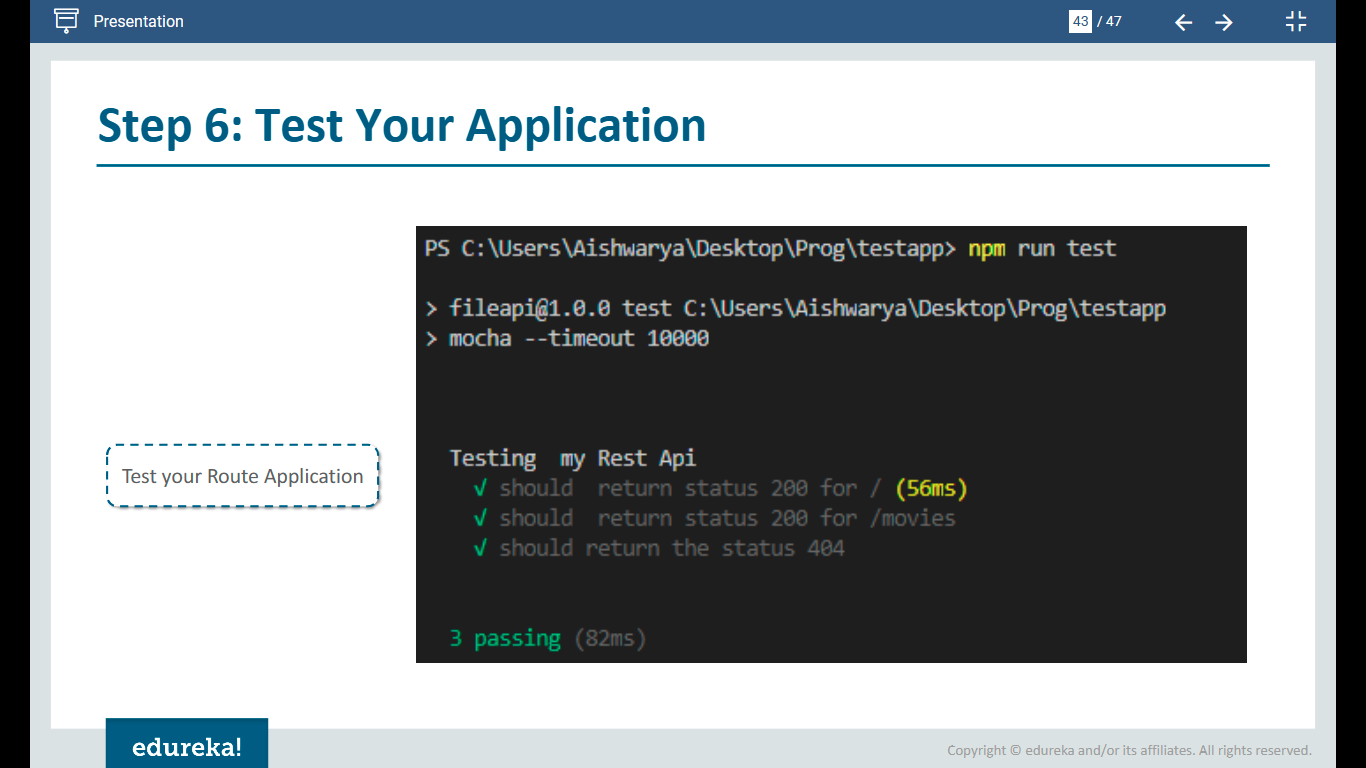 Presentation
43 / 47
Step 6: Test Your Application
PS C:\Users\Aishwarya\Desktop\Prog\testapp> npm run test
> fileapi@1.0.0 test C:\Users\Aishwarya\Desktop\Prog\testapp
> mocha --timeout 10000
Testing  my Rest Api
√ should  return status 200 for / (56ms)
√ should  return status 200 for /movies
√ should return the status 404
3 passing (82ms)
Test your Route Application
edureka!
Copyright © edureka and/or its affiliates. All rights reserved.